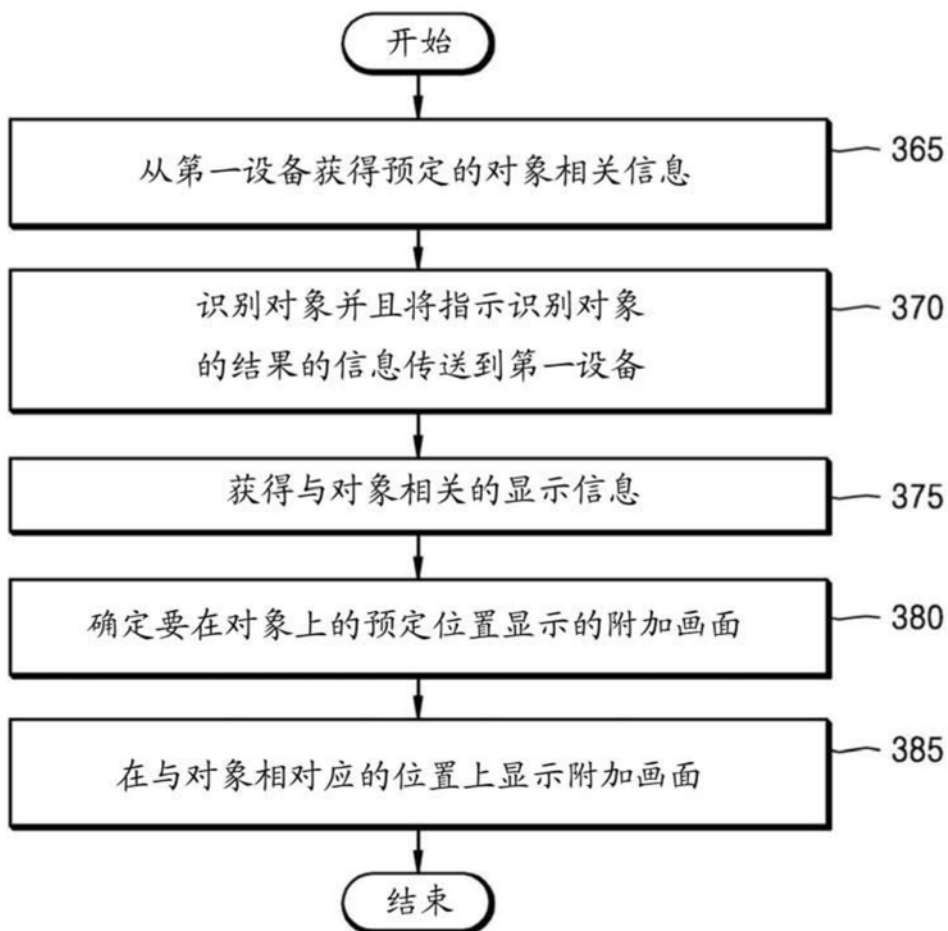 开始
从第一设备获得预定的对象相关信息
365
识别对象并且将指示识别对象
的结果的信息传送到第一设备
370
获得与对象相关的显示信息
375
确定要在对象上的预定位置显示的附加画面
380
在与对象相对应的位置上显示附加画面
385
结束